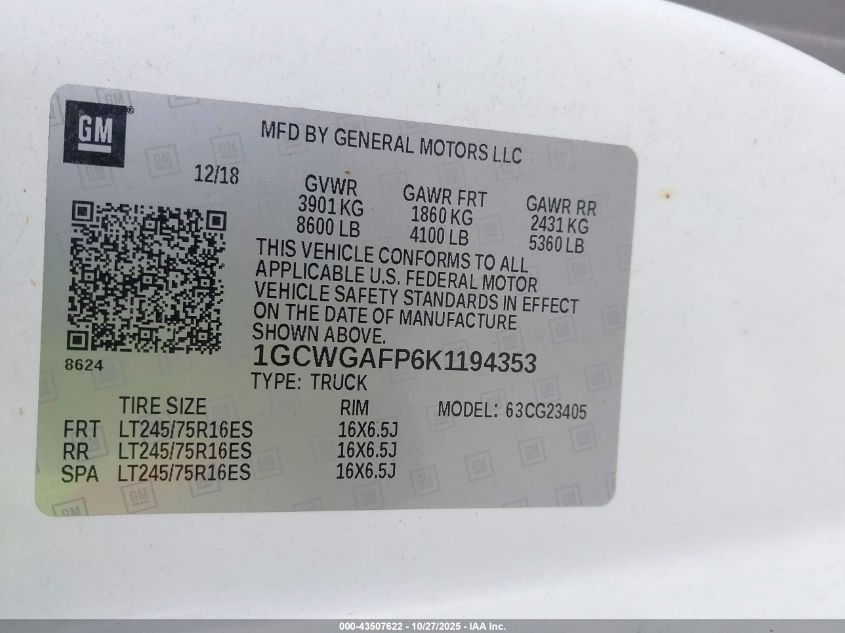 GM
MFD BY GENERAL MOTORS LLC
12/18
GVWR
3901 KG
8600 LB
GAWR FRT
1860 KG
4100 LB
GAWR RR
2431 KG
5360 LB
THIS VEHICLE CONFORMS TO ALL
APPLICABLE U.S. FEDERAL MOTOR
VEHICLE SAFETY STANDARDS IN EFFECT
ON THE DATE OF MANUFACTURE
SHOWN ABOVE.
8624
1GCWGAFP6K1194353
TYPE: TRUCK
TIRE SIZE RIM MODEL: 63CG23405
FRT LT245/75R16ES 16X6.5J
RR LT245/75R16ES 16X6.5J
SPA LT245/75R16ES 16X6.5J
000-43507622 - 10/27/2025 - IAA Inc.